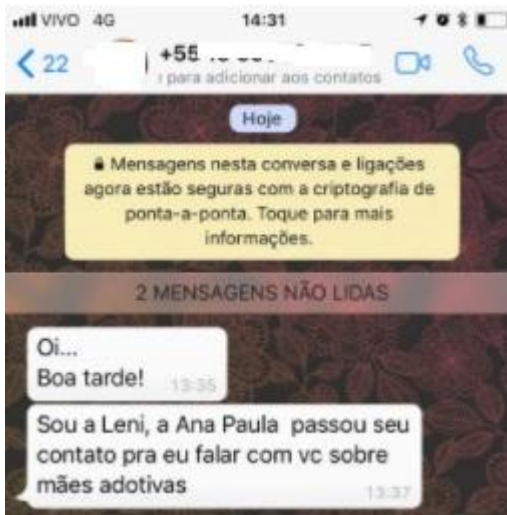 VIVO 4G 14:31
22 +55
para adicionar aos contatos
Hoje
Mensagens nesta conversa e ligações
agora estão seguras com a criptografia de
ponta-a-ponta. Toque para mais
informações.
2 MENSAGENS NÃO LIDAS
Oi...
Boa tarde! 13:35
Sou a Leni, a Ana Paula passou seu
contato pra eu falar com vc sobre
mães adotivas 13:37